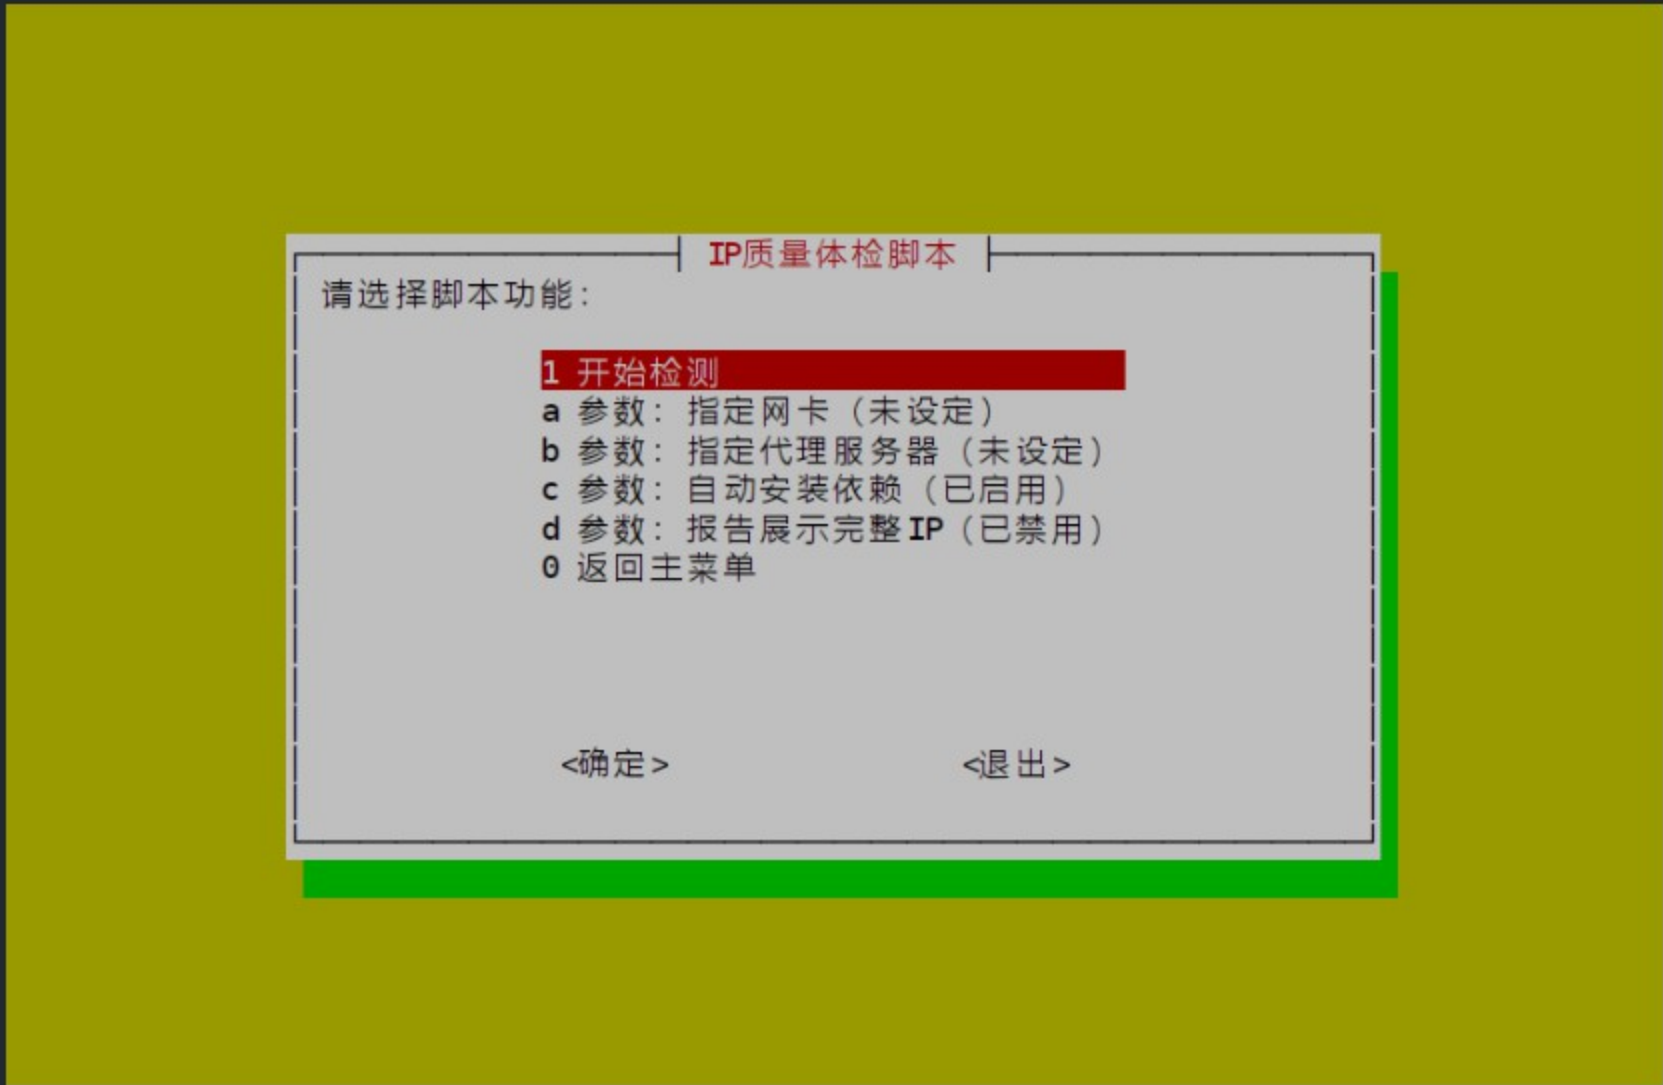 IP质量体检脚本
请选择脚本功能：
1 开始检测
a 参数：指定网卡（未设定）
b 参数：指定代理服务器（未设定）
c 参数：自动安装依赖（已启用）
d 参数：报告展示完整IP（已禁用）
0 返回主菜单
<确定> <退出>